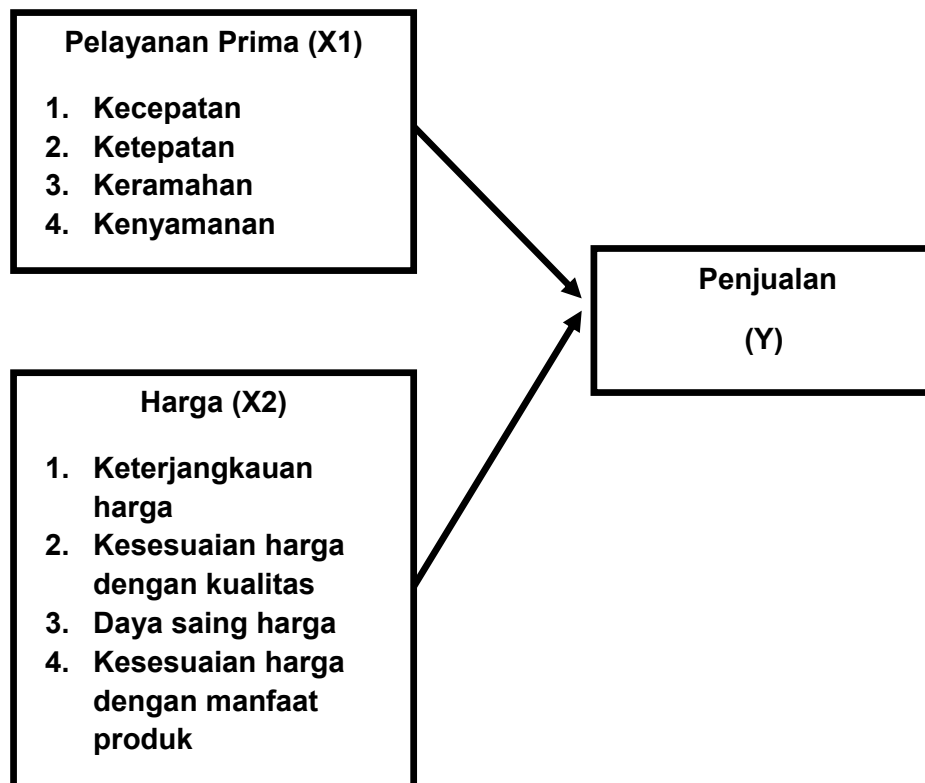 Pelayanan Prima (X1)
1. Kecepatan
2. Ketepatan
3. Keramahan
4. Kenyamanan
Penjualan
(Y)
Harga (X2)
1. Keterjangkauan
harga
2. Kesesuaian harga
dengan kualitas
3. Daya saing harga
4. Kesesuaian harga
dengan manfaat
produk